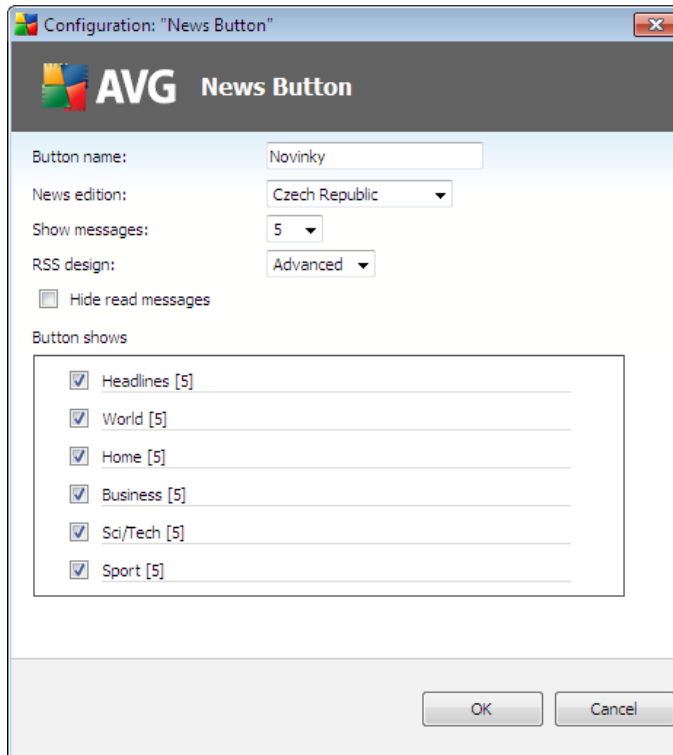 Configuration: "News Button"
AVG News Button
Button name: Novinky
News edition: Czech Republic
Show messages: 5
RSS design: Advanced
Hide read messages
Button shows
Headlines [5]
World [5]
Home [5]
Business [5]
Sci/Tech [5]
Sport [5]
OK Cancel